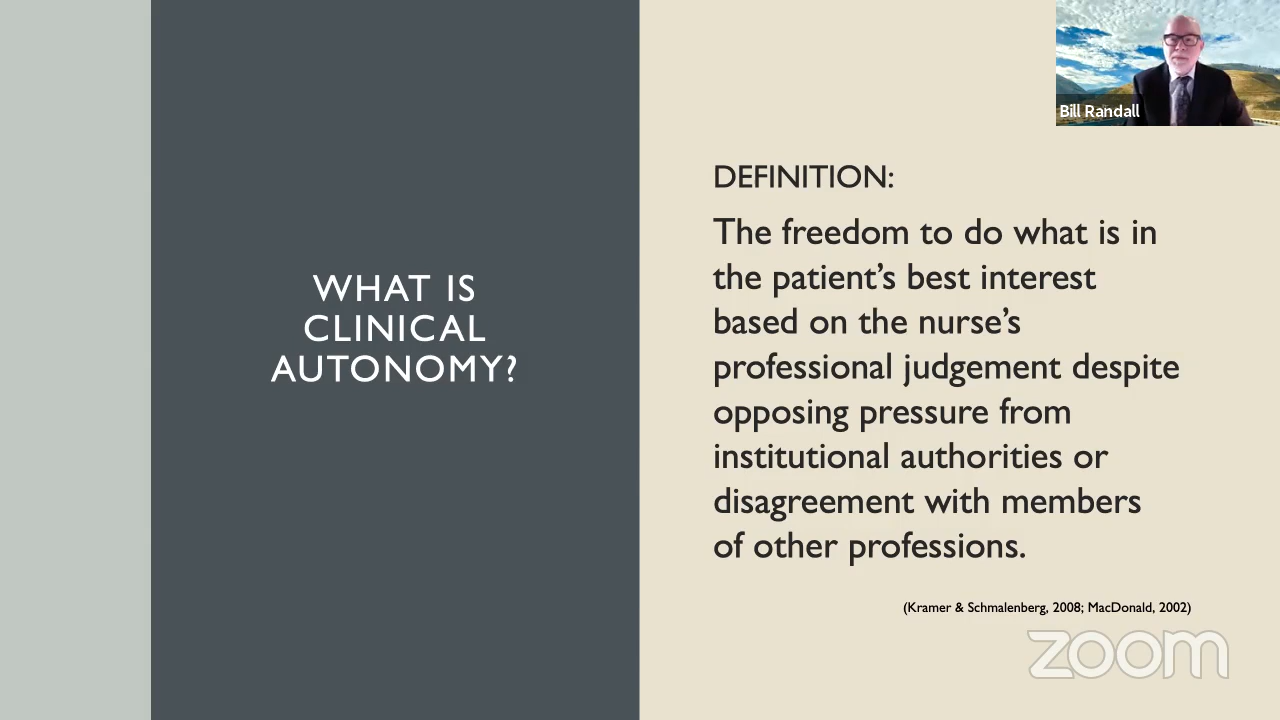 Bill Randall
WHAT IS
CLINICAL
AUTONOMY?
DEFINITION:
The freedom to do what is in
the patient’s best interest
based on the nurse’s
professional judgement despite
opposing pressure from
institutional authorities or
disagreement with members
of other professions.
(Kramer & Schmalenberg, 2008; MacDonald, 2002)
zoom